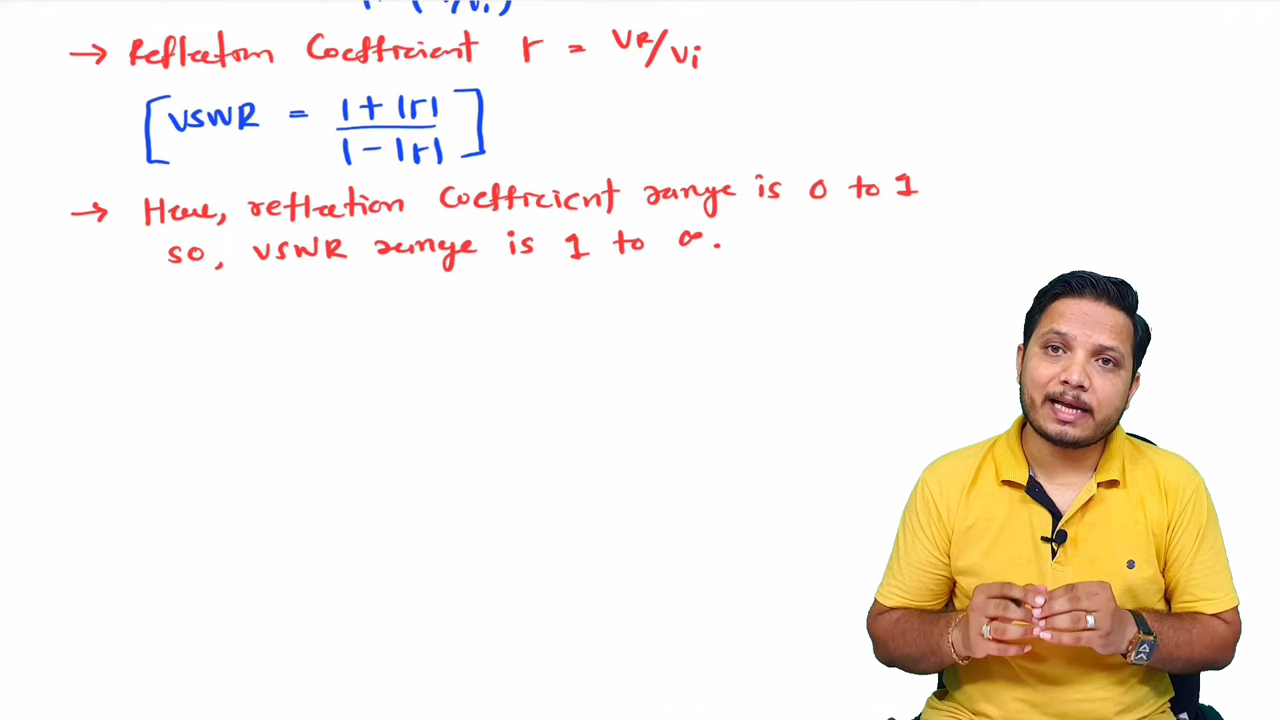 → Reflection Coefficient Γ = VR/Vi
[VSWR = 1 + |Γ| / 1 - |Γ|]
→ Here, reflection Coefficient range is 0 to 1
so, VSWR range is 1 to ∞.